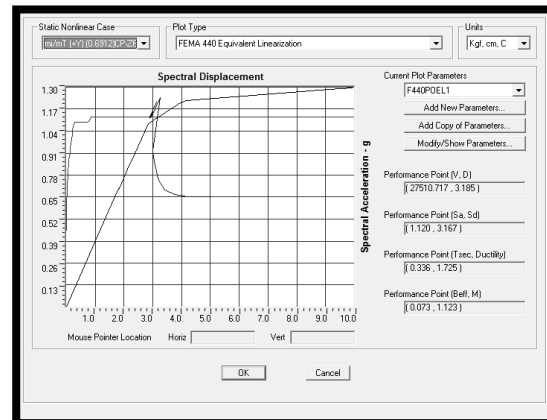 Static Nonlinear Case
Plot Type
FEMA 440 Equivalent Linearization
Units
Kgf, cm, C
Spectral Displacement
1.30
1.17
1.04
0.91
0.78
0.65
0.52
0.39
0.26
0.13
1.0 2.0 3.0 4.0 5.0 6.0 7.0 8.0 9.0 10.0
Spectral Acceleration - g
Mouse Pointer Location Horiz Vert
Current Plot Parameters
F440POEL1
Add New Parameters...
Add Copy of Parameters...
Modify/Show Parameters...
Performance Point (V, D)
( 27510.717 , 3.185 )
Performance Point (Sa, Sd)
( 1.120 , 3.167 )
Performance Point (Tsec, Ductility)
( 0.336 , 1.725 )
Performance Point (Beff, M)
( 0.073 , 1.123 )
OK
Cancel